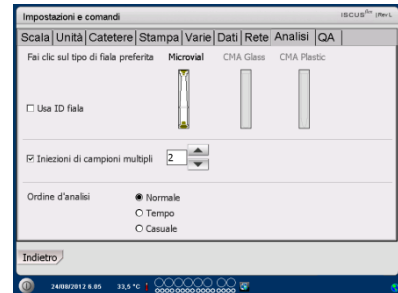 Impostazioni e comandi ISCUSflex |Rev L
Scala Unità Catetere Stampa Varie Dati Rete Analisi QA
Fai clic sul tipo di fiala preferita Microvial CMA Glass CMA Plastic
Usa ID fiala
Iniezioni di campioni multipli 2
Ordine d'analisi Normale
Tempo
Casuale
Indietro
24/08/2012 6.05 33,5 °C